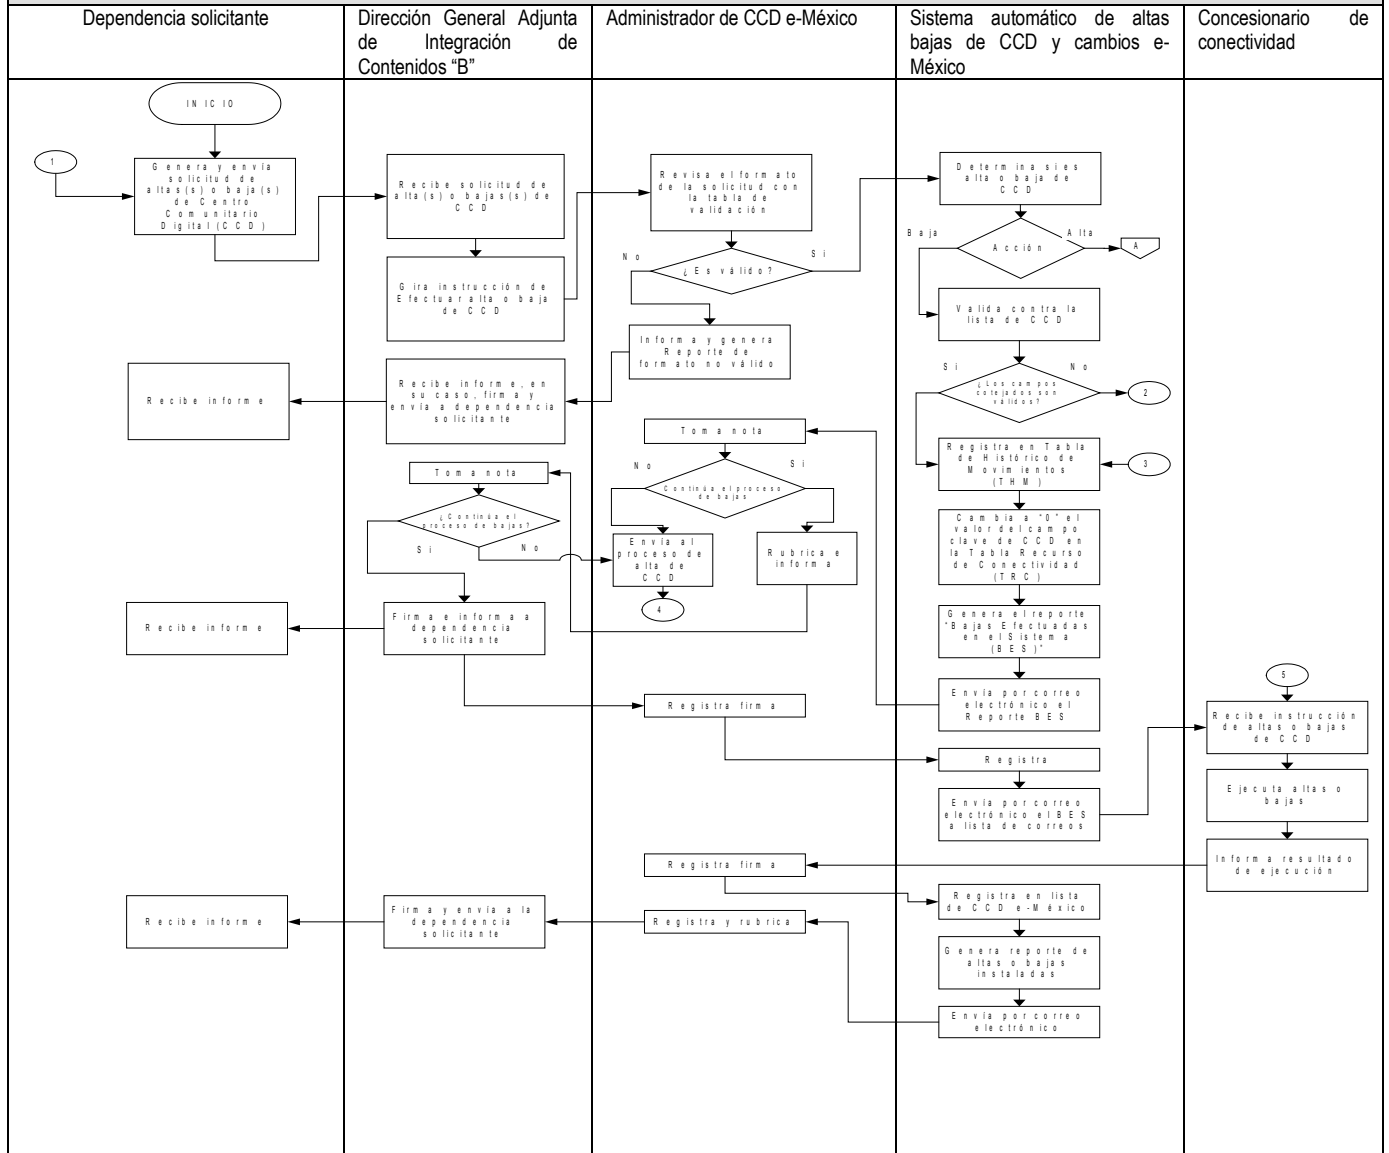 Dependencia solicitante
Dirección General Adjunta
de Integración de
Contenidos “B”
Administrador de CCD e-México
Sistema automático de altas
bajas de CCD y cambios e-
México
Concesionario de
conectividad
INICIO
1
Genera y envía
solicitud de
altas(s) o baja(s)
de Centro
Comunitario
Digital (CCD)
Recibe solicitud de
alta(s) o bajas(s) de
CCD
Gira instrucción de
Efectuar alta o baja
de CCD
Revisa el formato
de la solicitud con
la tabla de
validación
No
Si
¿Es válido?
Informa y genera
Reporte de
formato no válido
Determina si es
alta o baja de
CCD
Baja
Alta
Acción
A
Valida contra la
lista de CCD
Si
No
¿Los campos
cotejados son
válidos?
2
Recibe informe
Recibe informe, en
su caso, firma y
envía a dependencia
solicitante
Toma nota
No
Si
Continúa el proceso
de bajas
Registra en Tabla
de Histórico de
Movimientos
(THM)
3
Toma nota
¿Continúa el
proceso de bajas?
Si
No
Envía al
proceso de
alta de
CCD
4
Rubrica e
informa
Cambia a "0" el
valor del campo
clave de CCD en
la Tabla Recurso
de Conectividad
(TRC)
Recibe informe
Firma e informa a
dependencia
solicitante
Genera el reporte
"Bajas Efectuadas
en el Sistema
(BES)"
Envía por correo
electrónico el
Reporte BES
Registra firma
5
Recibe instrucción
de altas o bajas
de CCD
Registra
Envía por correo
electrónico el BES
a lista de correos
Ejecuta altas o
bajas
Informa resultado
de ejecución
Registra firma
Registra en lista
de CCD e-México
Recibe informe
Firma y envía a la
dependencia
solicitante
Registra y rubrica
Genera reporte de
altas o bajas
instaladas
Envía por correo
electrónico